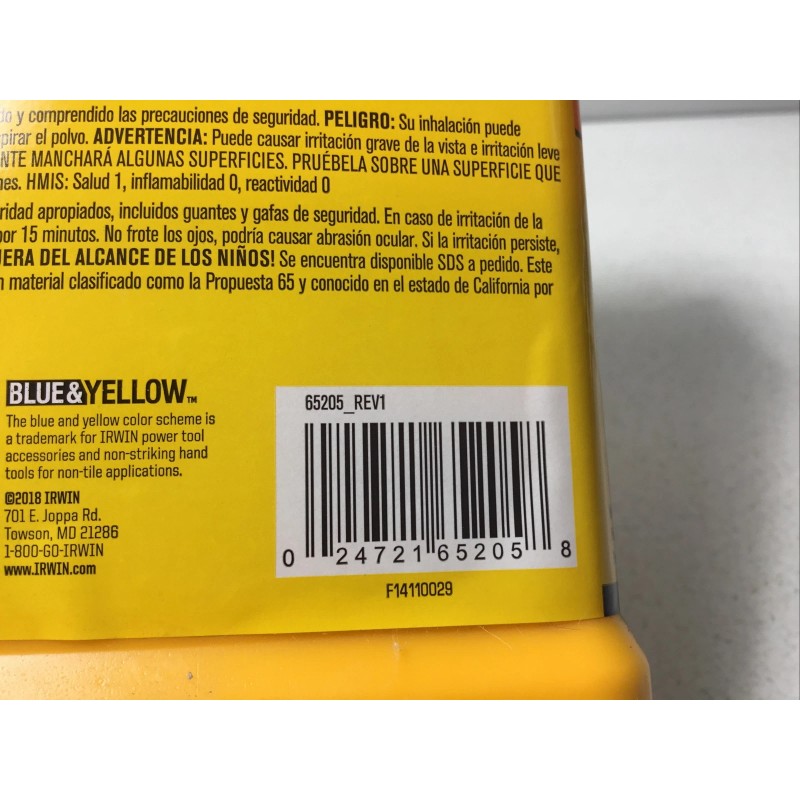 do y comprendido las precauciones de seguridad. PELIGRO: Su inhalación puede
pirar el polvo. ADVERTENCIA: Puede causar irritación grave de la vista e irritación leve
NTE MANCHARÁ ALGUNAS SUPERFICIES. PRUÉBELA SOBRE UNA SUPERFICIE QUE
nes. HMIS: Salud 1, inflamabilidad 0, reactividad 0
ridad apropiados, incluidos guantes y gafas de seguridad. En caso de irritación de la
por 15 minutos. No frote los ojos, podría causar abrasión ocular. Si la irritación persiste,
UERA DEL ALCANCE DE LOS NIÑOS! Se encuentra disponible SDS a pedido. Este
n material clasificado como la Propuesta 65 y conocido en el estado de California por
BLUE&YELLOW™
The blue and yellow color scheme is
a trademark for IRWIN power tool
accessories and non-striking hand
tools for non-tile applications.
©2018 IRWIN
701 E. Joppa Rd.
Towson, MD 21286
1-800-GO-IRWIN
www.IRWIN.com
65205_REV1
0 24721 65205 8
F14110029